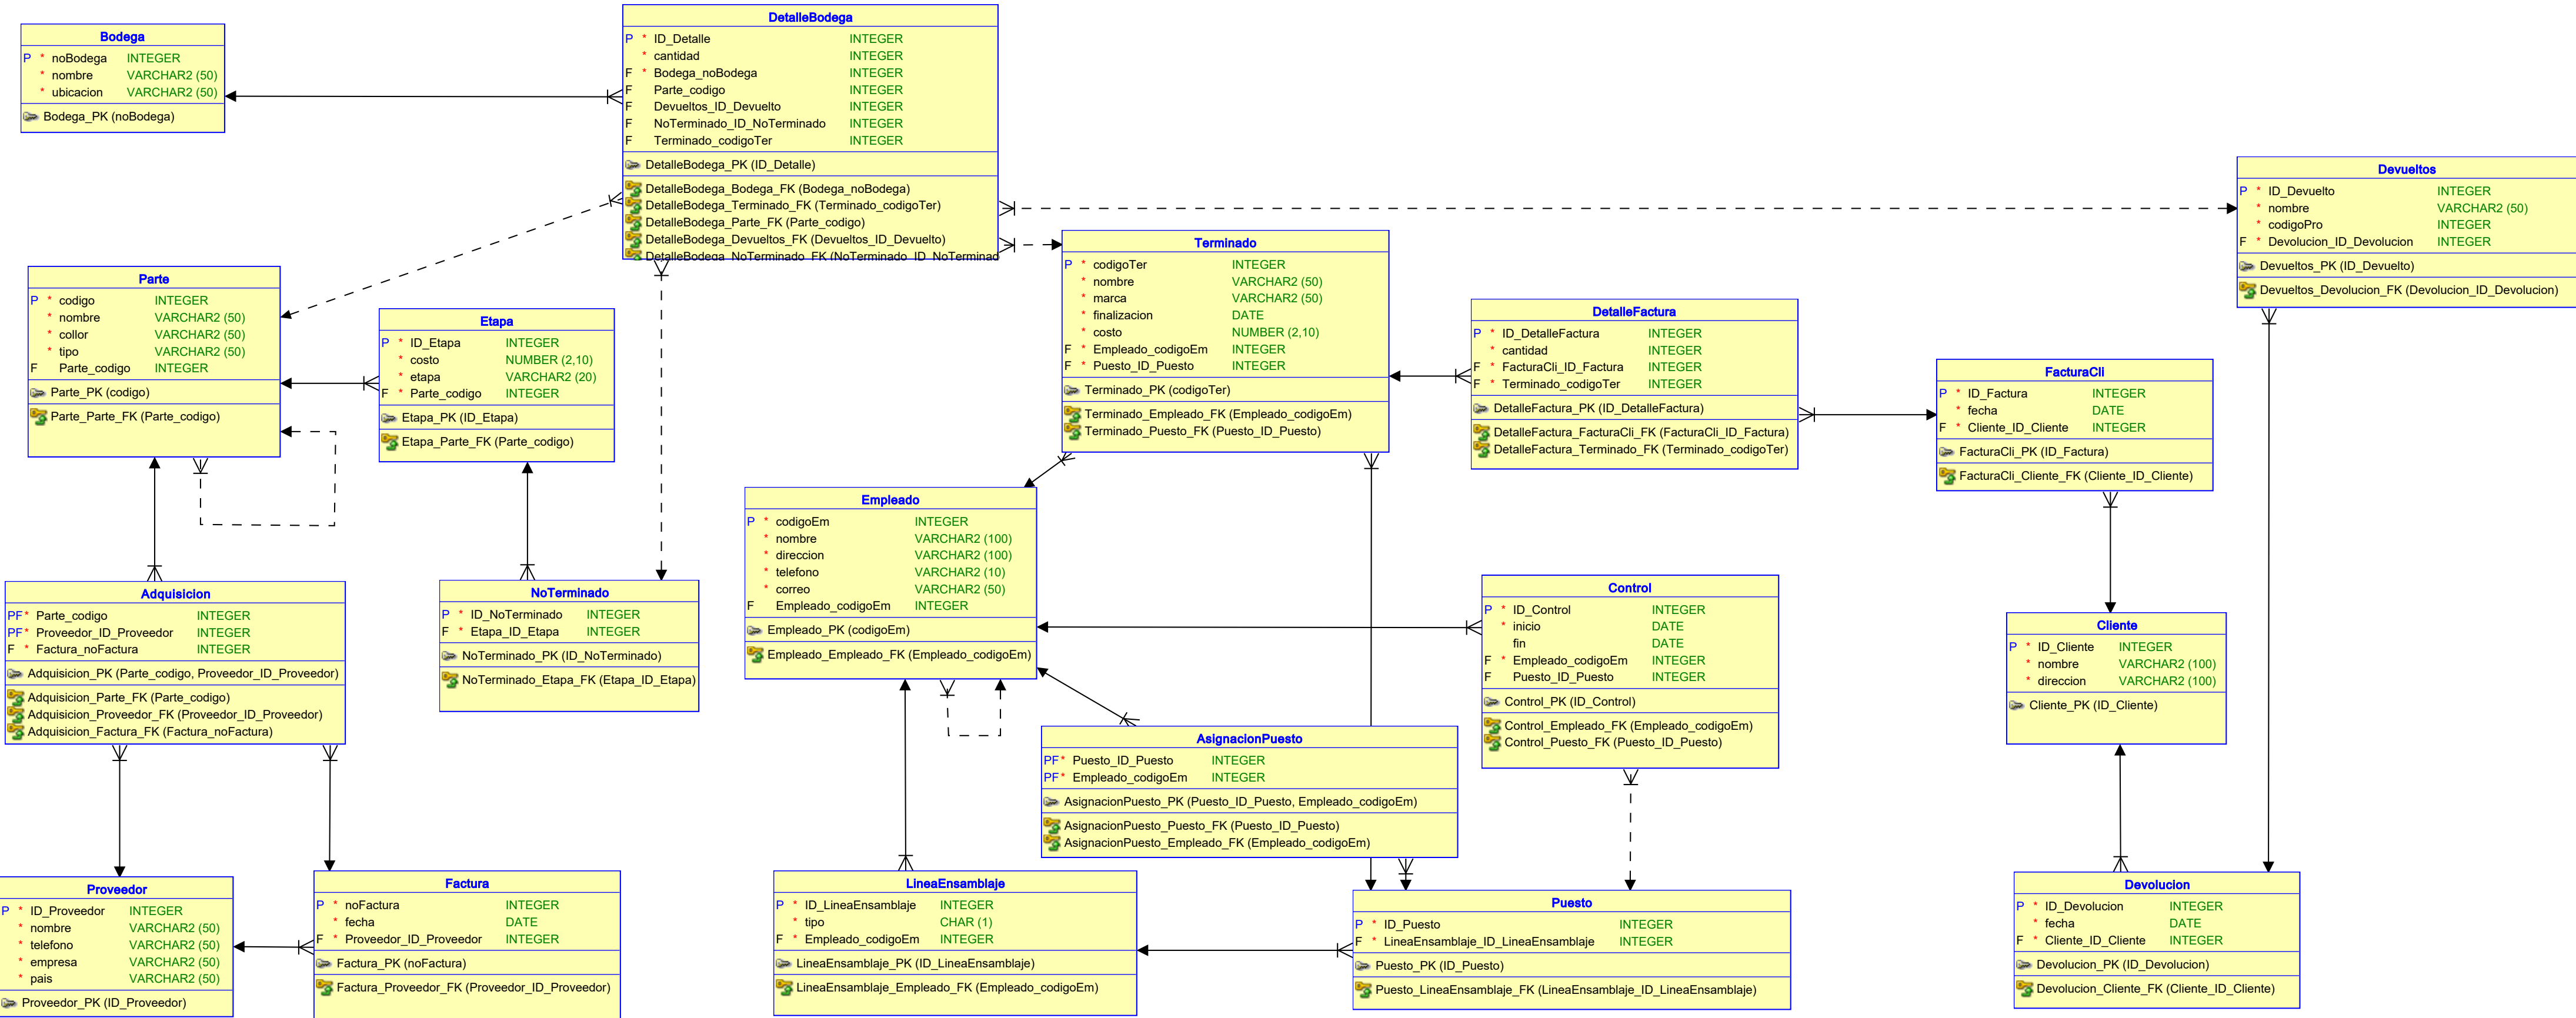 Bodega
P * noBodega INTEGER
* nombre VARCHAR2 (50)
* ubicacion VARCHAR2 (50)
Bodega_PK (noBodega)
DetalleBodega
P * ID_Detalle INTEGER
* cantidad INTEGER
F * Bodega_noBodega INTEGER
F Parte_codigo INTEGER
F Devueltos_ID_Devuelto INTEGER
F NoTerminado_ID_NoTerminado INTEGER
F Terminado_codigoTer INTEGER
DetalleBodega_PK (ID_Detalle)
DetalleBodega_Bodega_FK (Bodega_noBodega)
DetalleBodega_Terminado_FK (Terminado_codigoTer)
DetalleBodega_Parte_FK (Parte_codigo)
DetalleBodega_Devueltos_FK (Devueltos_ID_Devuelto)
DetalleBodega_NoTerminado_FK (NoTerminado_ID_NoTerminad
Devueltos
P * ID_Devuelto INTEGER
* nombre VARCHAR2 (50)
* codigoPro INTEGER
F * Devolucion_ID_Devolucion INTEGER
Devueltos_PK (ID_Devuelto)
Devueltos_Devolucion_FK (Devolucion_ID_Devolucion)
Parte
P * codigo INTEGER
* nombre VARCHAR2 (50)
* collor VARCHAR2 (50)
* tipo VARCHAR2 (50)
F Parte_codigo INTEGER
Parte_PK (codigo)
Parte_Parte_FK (Parte_codigo)
Etapa
P * ID_Etapa INTEGER
* costo NUMBER (2,10)
* etapa VARCHAR2 (20)
F * Parte_codigo INTEGER
Etapa_PK (ID_Etapa)
Etapa_Parte_FK (Parte_codigo)
Terminado
P * codigoTer INTEGER
* nombre VARCHAR2 (50)
* marca VARCHAR2 (50)
* finalizacion DATE
* costo NUMBER (2,10)
F * Empleado_codigoEm INTEGER
F * Puesto_ID_Puesto INTEGER
Terminado_PK (codigoTer)
Terminado_Empleado_FK (Empleado_codigoEm)
Terminado_Puesto_FK (Puesto_ID_Puesto)
DetalleFactura
P * ID_DetalleFactura INTEGER
* cantidad INTEGER
F * FacturaCli_ID_Factura INTEGER
F * Terminado_codigoTer INTEGER
DetalleFactura_PK (ID_DetalleFactura)
DetalleFactura_FacturaCli_FK (FacturaCli_ID_Factura)
DetalleFactura_Terminado_FK (Terminado_codigoTer)
FacturaCli
P * ID_Factura INTEGER
* fecha DATE
F * Cliente_ID_Cliente INTEGER
FacturaCli_PK (ID_Factura)
FacturaCli_Cliente_FK (Cliente_ID_Cliente)
Empleado
P * codigoEm INTEGER
* nombre VARCHAR2 (100)
* direccion VARCHAR2 (100)
* telefono VARCHAR2 (10)
* correo VARCHAR2 (50)
F Empleado_codigoEm INTEGER
Empleado_PK (codigoEm)
Empleado_Empleado_FK (Empleado_codigoEm)
Adquisicion
PF * Parte_codigo INTEGER
PF * Proveedor_ID_Proveedor INTEGER
F * Factura_noFactura INTEGER
Adquisicion_PK (Parte_codigo, Proveedor_ID_Proveedor)
Adquisicion_Parte_FK (Parte_codigo)
Adquisicion_Proveedor_FK (Proveedor_ID_Proveedor)
Adquisicion_Factura_FK (Factura_noFactura)
NoTerminado
P * ID_NoTerminado INTEGER
F * Etapa_ID_Etapa INTEGER
NoTerminado_PK (ID_NoTerminado)
NoTerminado_Etapa_FK (Etapa_ID_Etapa)
Control
P * ID_Control INTEGER
* inicio DATE
fin DATE
F * Empleado_codigoEm INTEGER
F Puesto_ID_Puesto INTEGER
Control_PK (ID_Control)
Control_Empleado_FK (Empleado_codigoEm)
Control_Puesto_FK (Puesto_ID_Puesto)
Cliente
P * ID_Cliente INTEGER
* nombre VARCHAR2 (100)
* direccion VARCHAR2 (100)
Cliente_PK (ID_Cliente)
AsignacionPuesto
PF * Puesto_ID_Puesto INTEGER
PF * Empleado_codigoEm INTEGER
AsignacionPuesto_PK (Puesto_ID_Puesto, Empleado_codigoEm)
AsignacionPuesto_Puesto_FK (Puesto_ID_Puesto)
AsignacionPuesto_Empleado_FK (Empleado_codigoEm)
Proveedor
P * ID_Proveedor INTEGER
* nombre VARCHAR2 (50)
* telefono VARCHAR2 (50)
* empresa VARCHAR2 (50)
* pais VARCHAR2 (50)
Proveedor_PK (ID_Proveedor)
Factura
P * noFactura INTEGER
* fecha DATE
F * Proveedor_ID_Proveedor INTEGER
Factura_PK (noFactura)
Factura_Proveedor_FK (Proveedor_ID_Proveedor)
LineaEnsamblaje
P * ID_LineaEnsamblaje INTEGER
* tipo CHAR (1)
F * Empleado_codigoEm INTEGER
LineaEnsamblaje_PK (ID_LineaEnsamblaje)
LineaEnsamblaje_Empleado_FK (Empleado_codigoEm)
Puesto
P * ID_Puesto INTEGER
F * LineaEnsamblaje_ID_LineaEnsamblaje INTEGER
Puesto_PK (ID_Puesto)
Puesto_LineaEnsamblaje_FK (LineaEnsamblaje_ID_LineaEnsamblaje)
Devolucion
P * ID_Devolucion INTEGER
* fecha DATE
F * Cliente_ID_Cliente INTEGER
Devolucion_PK (ID_Devolucion)
Devolucion_Cliente_FK (Cliente_ID_Cliente)